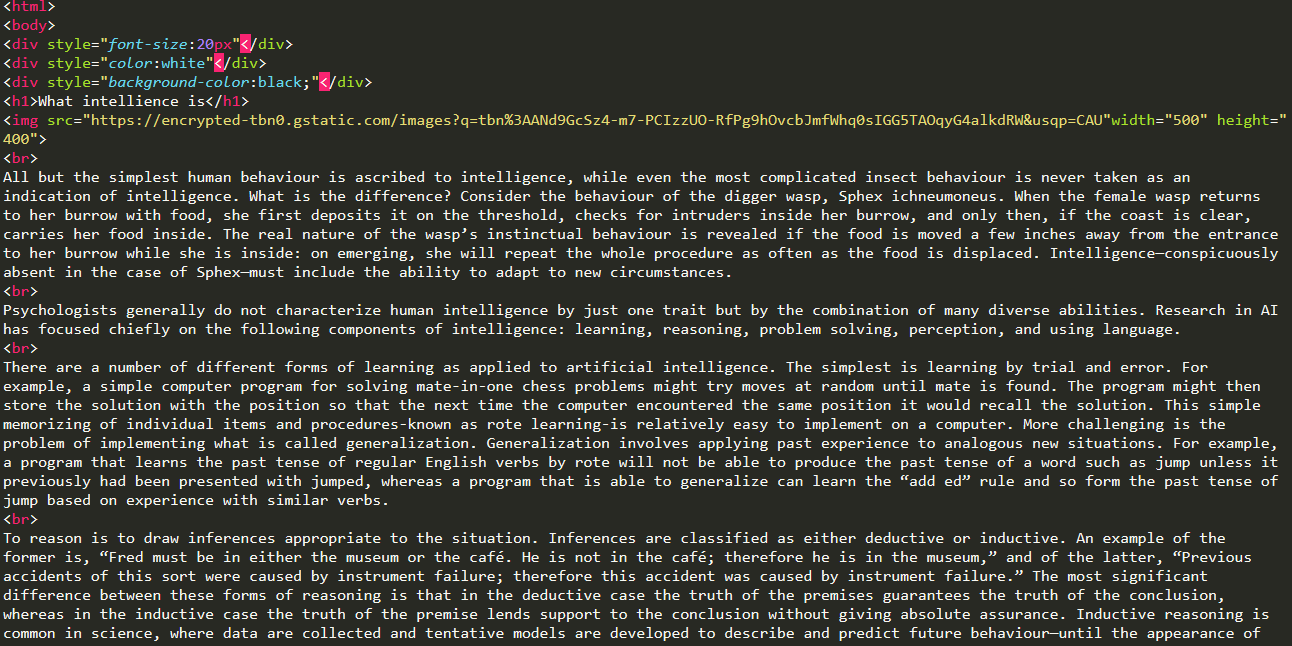 <html>
<body>
<div style="font-size:20px"</div>
<div style="color:white"</div>
<div style="background-color:black;"</div>
<h1>What intellience is</h1>
<img src="https://encrypted-tbn0.gstatic.com/images?q=tbn%3AANd9GcSz4-m7-PCIzzUO-RfPg9hOvcbJmfWhq0sIGG5TAOqyG4alkdRW&usqp=CAU"width="500" height="
400">
<br>
All but the simplest human behaviour is ascribed to intelligence, while even the most complicated insect behaviour is never taken as an
indication of intelligence. What is the difference? Consider the behaviour of the digger wasp, Sphex ichneumoneus. When the female wasp returns
to her burrow with food, she first deposits it on the threshold, checks for intruders inside her burrow, and only then, if the coast is clear,
carries her food inside. The real nature of the wasp’s instinctual behaviour is revealed if the food is moved a few inches away from the entrance
to her burrow while she is inside: on emerging, she will repeat the whole procedure as often as the food is displaced. Intelligence—conspicuously
absent in the case of Sphex—must include the ability to adapt to new circumstances.
<br>
Psychologists generally do not characterize human intelligence by just one trait but by the combination of many diverse abilities. Research in AI
has focused chiefly on the following components of intelligence: learning, reasoning, problem solving, perception, and using language.
<br>
There are a number of different forms of learning as applied to artificial intelligence. The simplest is learning by trial and error. For
example, a simple computer program for solving mate-in-one chess problems might try moves at random until mate is found. The program might then
store the solution with the position so that the next time the computer encountered the same position it would recall the solution. This simple
memorizing of individual items and procedures-known as rote learning-is relatively easy to implement on a computer. More challenging is the
problem of implementing what is called generalization. Generalization involves applying past experience to analogous new situations. For example,
a program that learns the past tense of regular English verbs by rote will not be able to produce the past tense of a word such as jump unless it
previously had been presented with jumped, whereas a program that is able to generalize can learn the “add ed” rule and so form the past tense of
jump based on experience with similar verbs.
<br>
To reason is to draw inferences appropriate to the situation. Inferences are classified as either deductive or inductive. An example of the
former is, “Fred must be in either the museum or the café. He is not in the café; therefore he is in the museum,” and of the latter, “Previous
accidents of this sort were caused by instrument failure; therefore this accident was caused by instrument failure.” The most significant
difference between these forms of reasoning is that in the deductive case the truth of the premises guarantees the truth of the conclusion,
whereas in the inductive case the truth of the premise lends support to the conclusion without giving absolute assurance. Inductive reasoning is
common in science, where data are collected and tentative models are developed to describe and predict future behaviour—until the appearance of